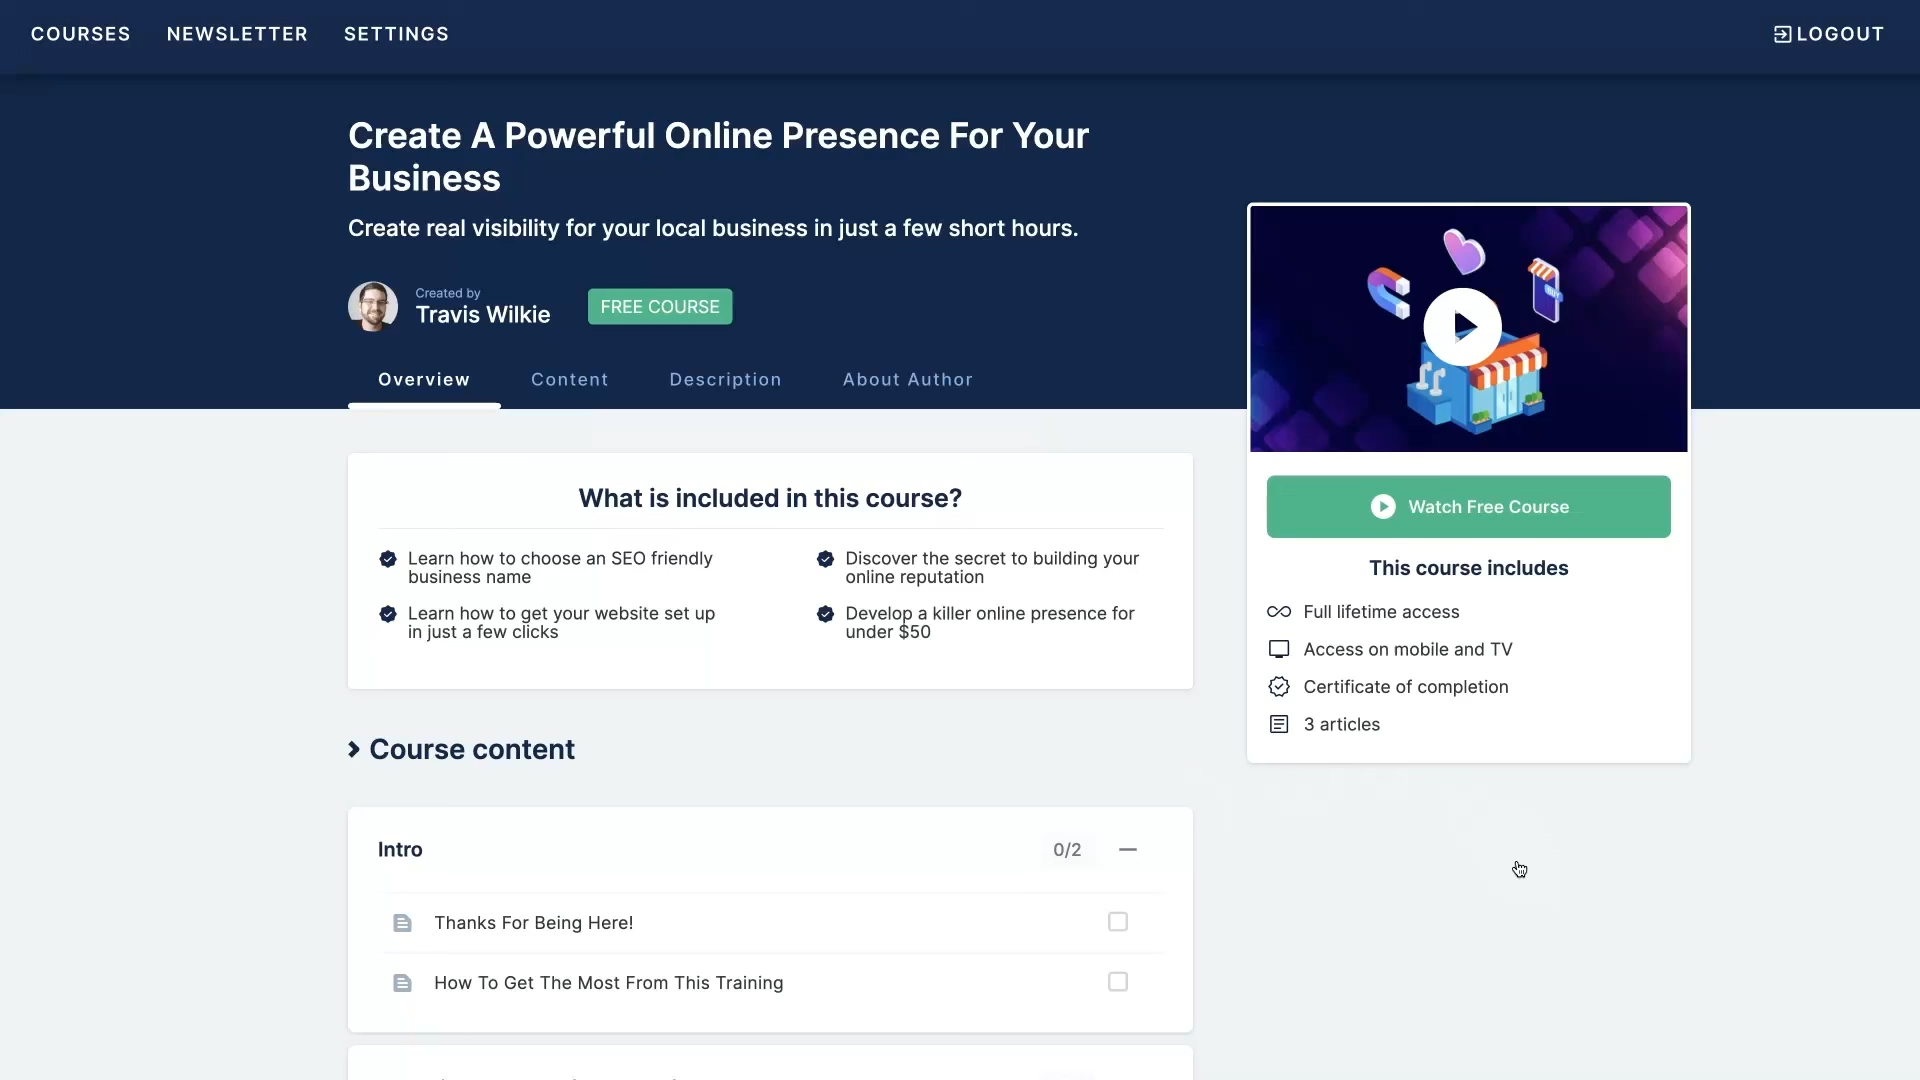 COURSES NEWSLETTER SETTINGS LOGOUT
Create A Powerful Online Presence For Your
Business
Create real visibility for your local business in just a few short hours.
Created by
Travis Wilkie
FREE COURSE
Overview Content Description About Author
BUY
Watch Free Course
This course includes
Full lifetime access
Access on mobile and TV
Certificate of completion
3 articles
What is included in this course?
Learn how to choose an SEO friendly
business name
Discover the secret to building your
online reputation
Learn how to get your website set up
in just a few clicks
Develop a killer online presence for
under $50
Course content
Intro 0/2
Thanks For Being Here!
How To Get The Most From This Training